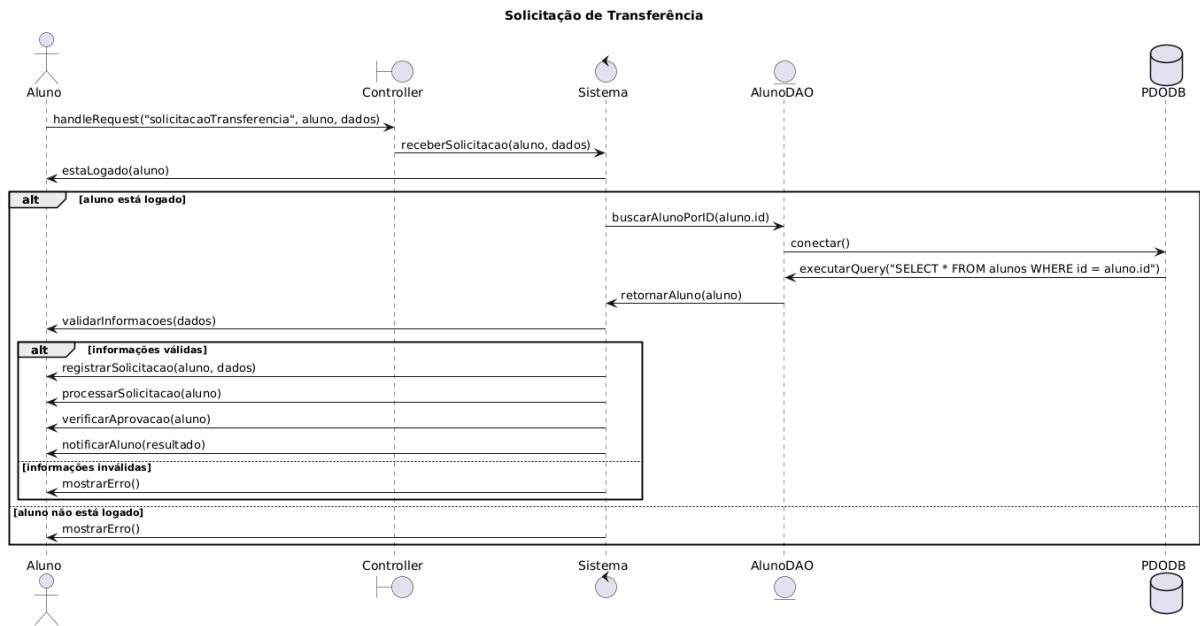 Solicitação de Transferência
Aluno Controller Sistema AlunoDAO PDODB
handleRequest("solicitacaoTransferencia", aluno, dados)
receberSolicitacao(aluno, dados)
estaLogado(aluno)
alt [aluno está logado]
buscarAlunoPorID(aluno.id)
conectar()
executarQuery("SELECT * FROM alunos WHERE id = aluno.id")
retornarAluno(aluno)
validarInformacoes(dados)
alt [informações válidas]
registrarSolicitacao(aluno, dados)
processarSolicitacao(aluno)
verificarAprovacao(aluno)
notificarAluno(resultado)
[informações inválidas]
mostrarErro()
[aluno não está logado]
mostrarErro()
Aluno Controller Sistema AlunoDAO PDODB